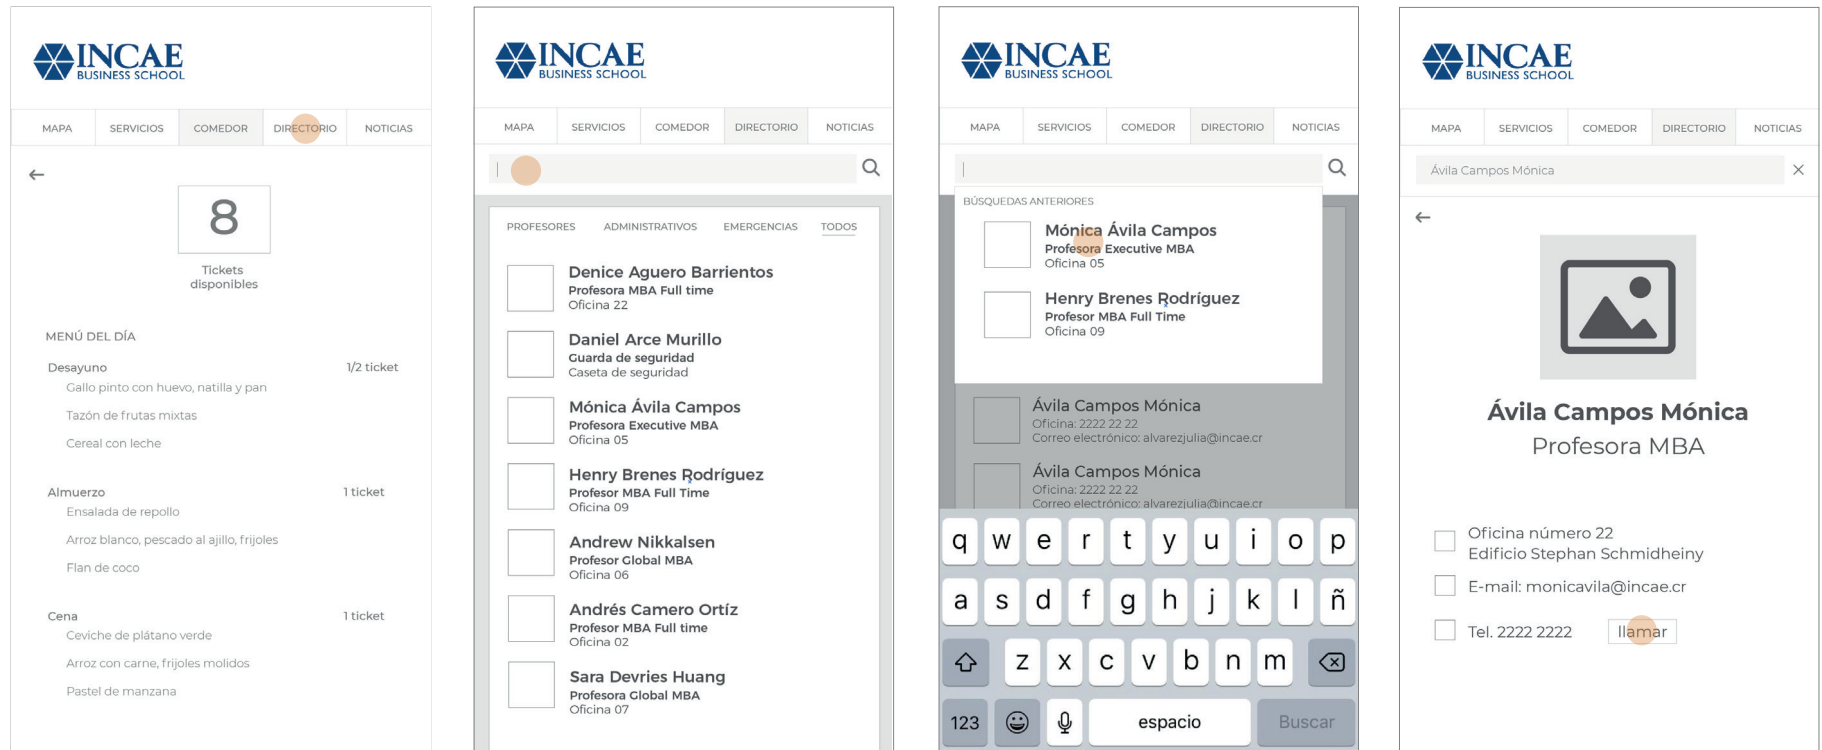 INCAE
BUSINESS SCHOOL
MAPA SERVICIOS COMEDOR DIRECTORIO NOTICIAS
8
Tickets
disponibles
MENÚ DEL DÍA
Desayuno 1/2 ticket
Gallo pinto con huevo, natilla y pan
Tazón de frutas mixtas
Cereal con leche
Almuerzo 1 ticket
Ensalada de repollo
Arroz blanco, pescado al ajillo, frijoles
Flan de coco
Cena 1 ticket
Ceviche de plátano verde
Arroz con carne, frijoles molidos
Pastel de manzana
INCAE
BUSINESS SCHOOL
MAPA SERVICIOS COMEDOR DIRECTORIO NOTICIAS
PROFESORES ADMINISTRATIVOS EMERGENCIAS TODOS
Denice Aguero Barrientos
Profesora MBA Full time
Oficina 22
Daniel Arce Murillo
Guarda de seguridad
Caseta de seguridad
Mónica Ávila Campos
Profesora Executive MBA
Oficina 05
Henry Brenes Rodríguez
Profesor MBA Full Time
Oficina 09
Andrew Nikkalsen
Profesor Global MBA
Oficina 06
Andrés Camero Ortíz
Profesor MBA Full time
Oficina 02
Sara Devries Huang
Profesora Global MBA
Oficina 07
INCAE
BUSINESS SCHOOL
MAPA SERVICIOS COMEDOR DIRECTORIO NOTICIAS
BÚSQUEDAS ANTERIORES
Mónica Ávila Campos
Profesora Executive MBA
Oficina 05
Henry Brenes Rodríguez
Profesor MBA Full Time
Oficina 09
Ávila Campos Mónica
Oficina: 2222 22 22
Correo electrónico: alvarezjulia@incae.cr
Ávila Campos Mónica
Oficina: 2222 22 22
Correo electrónico: alvarezjulia@incae.cr
q w e r t y u i o p
a s d f g h j k l ñ
z x c v b n m
123 espacio Buscar
INCAE
BUSINESS SCHOOL
MAPA SERVICIOS COMEDOR DIRECTORIO NOTICIAS
Ávila Campos Mónica
Ávila Campos Mónica
Profesora MBA
Oficina número 22
Edificio Stephan Schmidheiny
E-mail: monicavila@incae.cr
Tel. 2222 2222 llamar